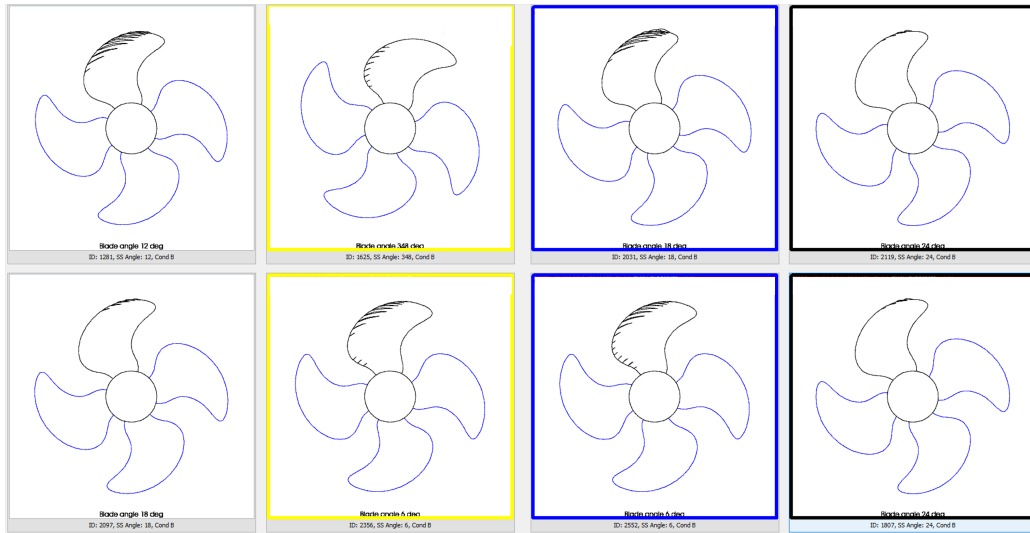 Blade angle 12 deg
ID: 1281, SS Angle: 12, Cond B
Blade angle 348 deg
ID: 1625, SS Angle: 348, Cond B
Blade angle 18 deg
ID: 2031, SS Angle: 18, Cond B
Blade angle 24 deg
ID: 2119, SS Angle: 24, Cond B
Blade angle 18 deg
ID: 2097, SS Angle: 18, Cond B
Blade angle 6 deg
ID: 2356, SS Angle: 6, Cond B
Blade angle 6 deg
ID: 2552, SS Angle: 6, Cond B
Blade angle 24 deg
ID: 1807, SS Angle: 24, Cond B